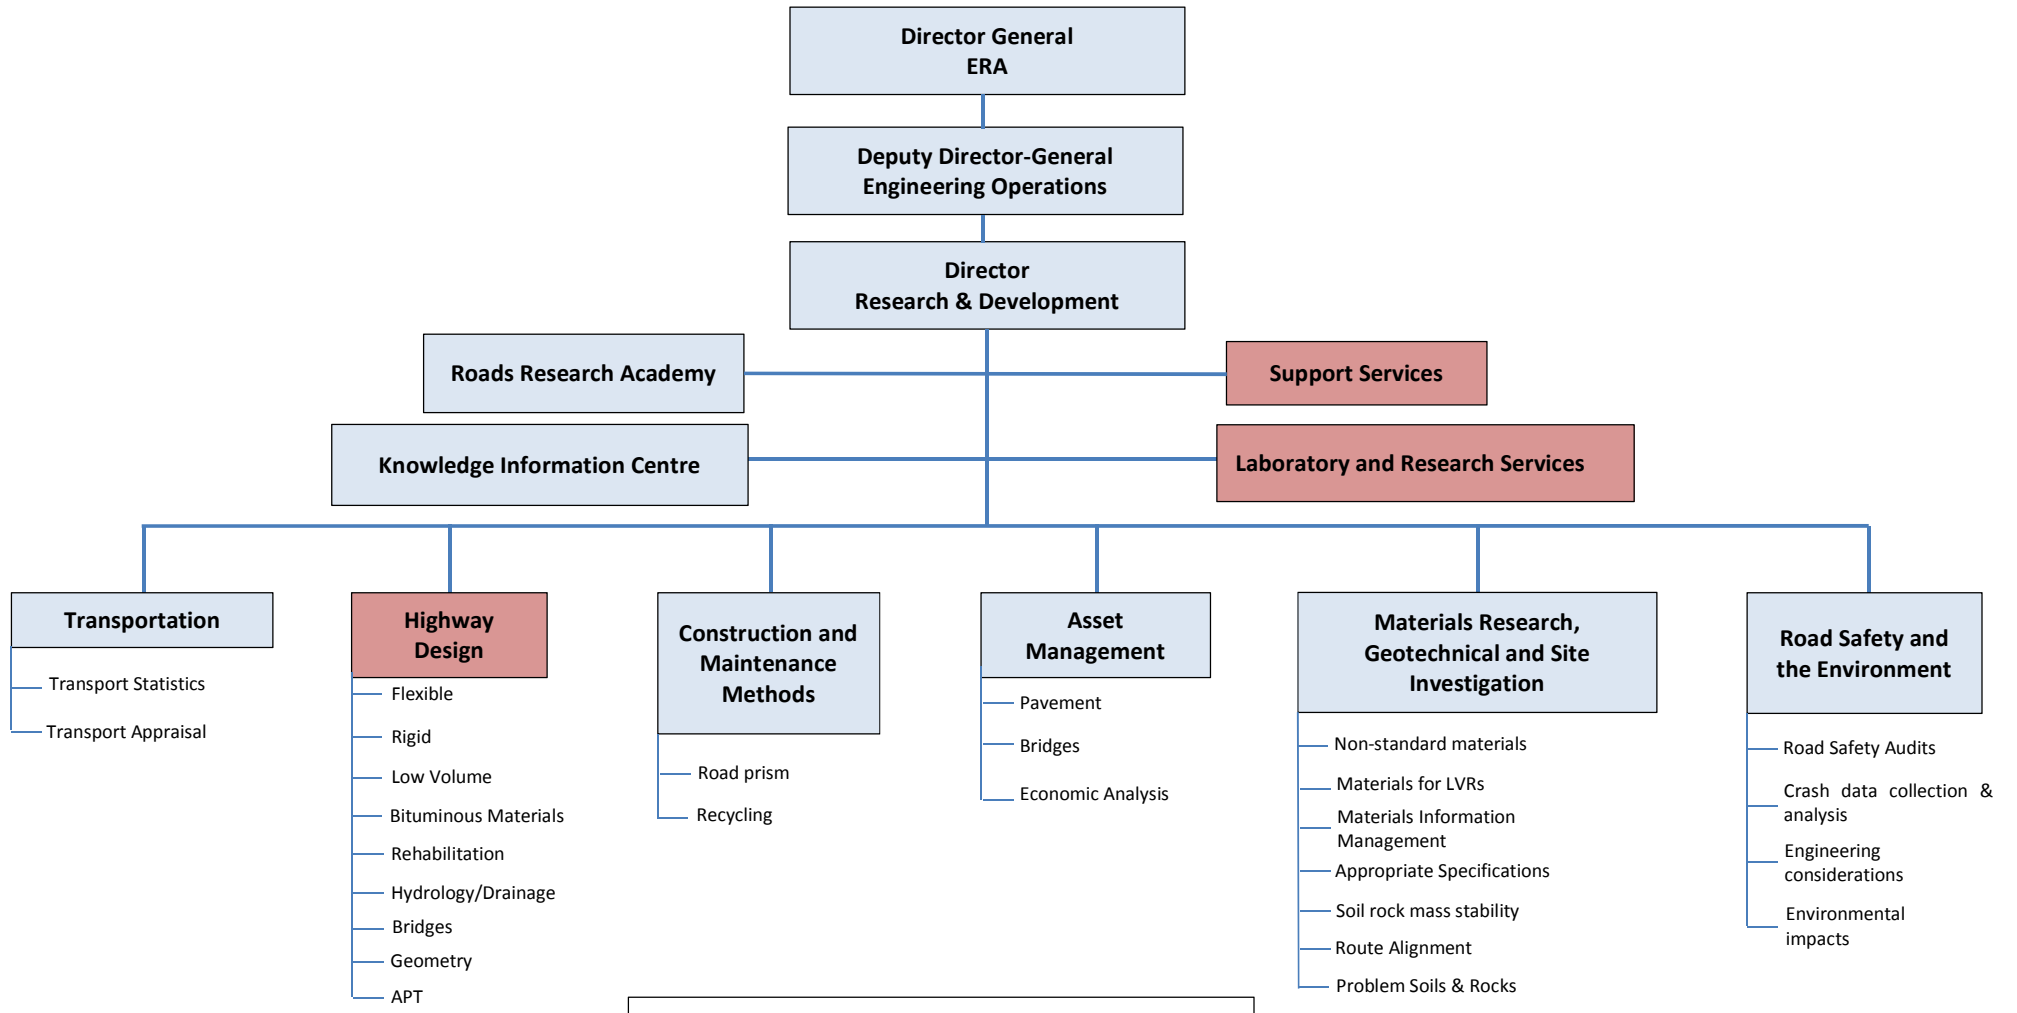 Director General
ERA
Deputy Director-General
Engineering Operations
Director
Research & Development
Roads Research Academy
Support Services
Knowledge Information Centre
Laboratory and Research Services
Transportation
Transport Statistics
Transport Appraisal
Highway
Design
Flexible
Rigid
Low Volume
Bituminous Materials
Rehabilitation
Hydrology/Drainage
Bridges
Geometry
APT
Construction and
Maintenance
Methods
Road prism
Recycling
Asset
Management
Pavement
Bridges
Economic Analysis
Materials Research,
Geotechnical and Site
Investigation
Non-standard materials
Materials for LVRs
Materials Information
Management
Appropriate Specifications
Soil rock mass stability
Route Alignment
Problem Soils & Rocks
Road Safety and
the Environment
Road Safety Audits
Crash data collection &
analysis
Engineering
considerations
Environmental
impacts